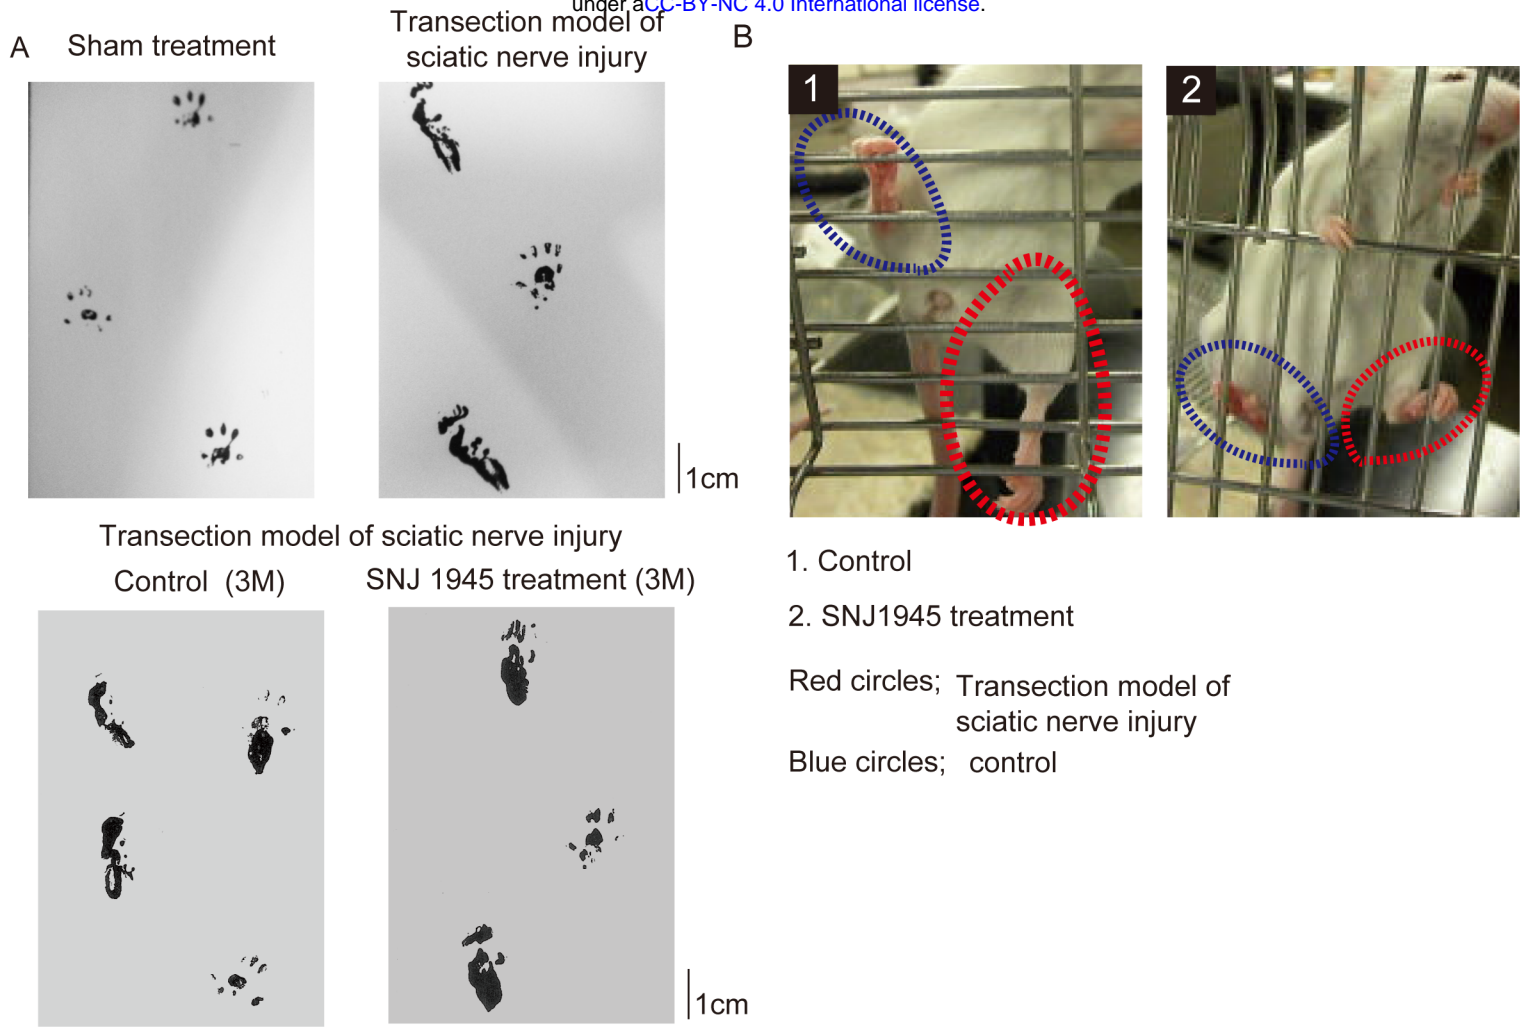 under aCC-BY-NC 4.0 International license.
A
Sham treatment
Transection model of
sciatic nerve injury
1cm
Transection model of sciatic nerve injury
Control (3M)
SNJ 1945 treatment (3M)
1cm
B
1
2
1. Control
2. SNJ1945 treatment
Red circles; Transection model of
sciatic nerve injury
Blue circles; control